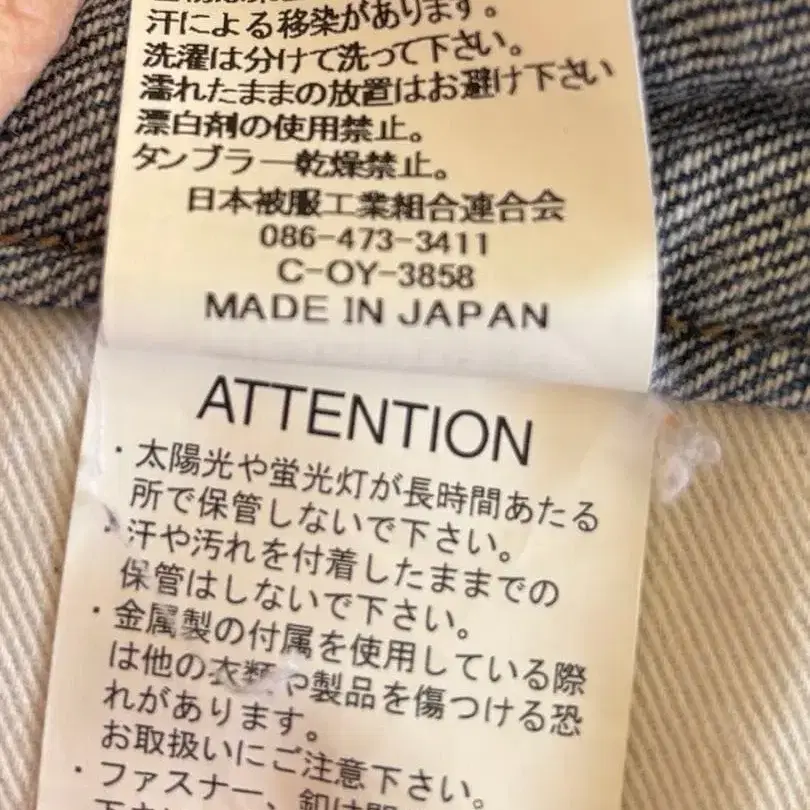 汗による移染があります。
洗濯は分けて洗って下さい。
濡れたままの放置はお避け下さい
漂白剤の使用禁止。
タンブラー乾燥禁止。
日本被服工業組合連合会
086-473-3411
C-OY-3858
MADE IN JAPAN
ATTENTION
・太陽光や蛍光灯が長時間あたる
所で保管しないで下さい。
・汗や汚れを付着したままでの
保管はしないで下さい。
・金属製の付属を使用している際
は他の衣類や製品を傷つける恐
れがあります。
お取扱いにご注意下さい。
・ファスナー、釦は